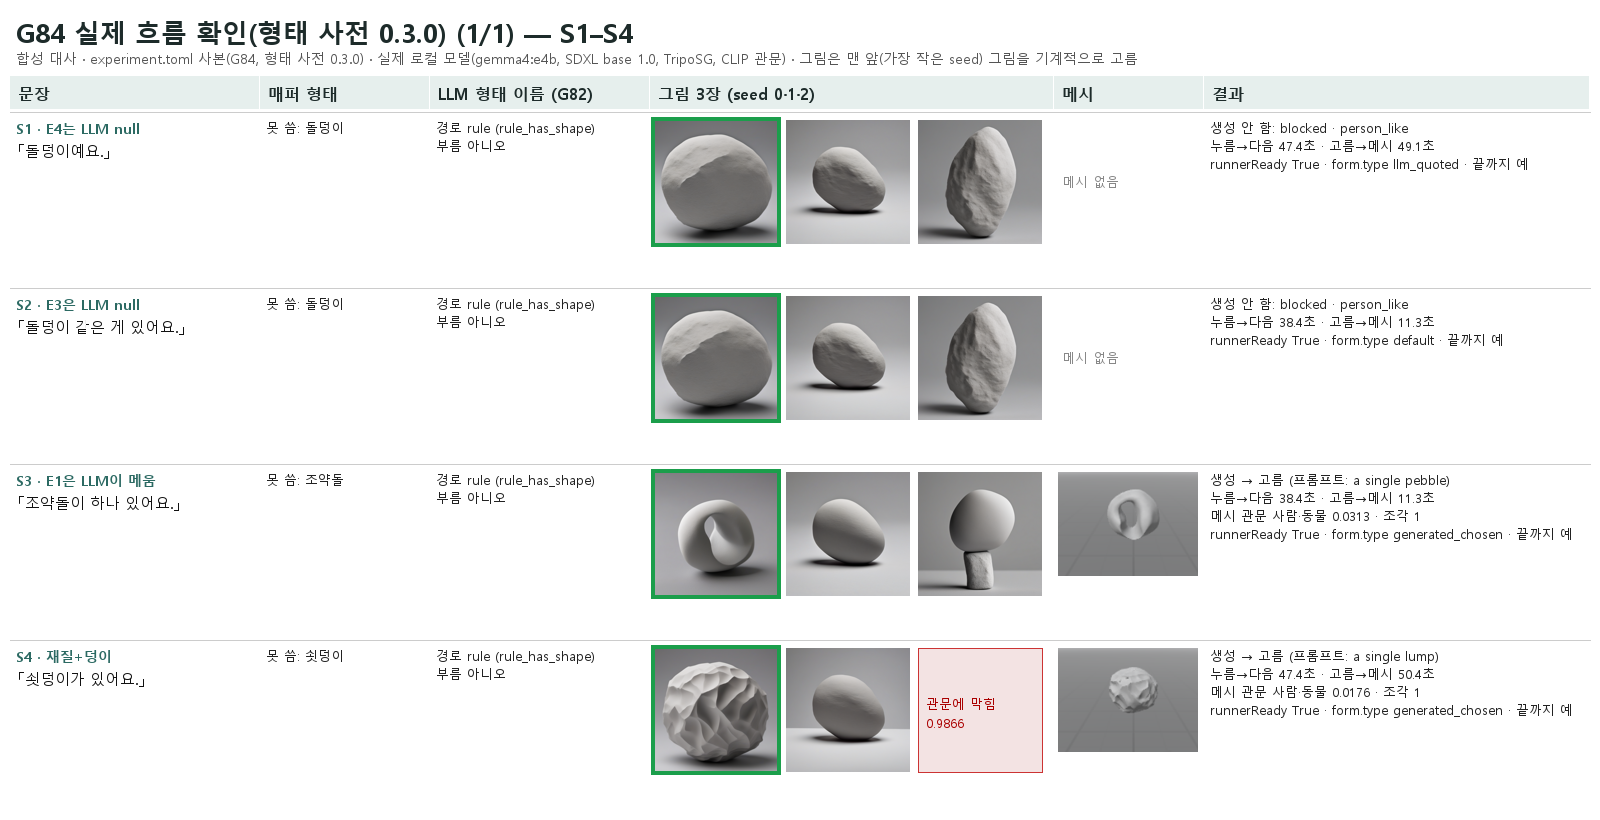 G84 실제 흐름 확인(형태 사전 0.3.0) (1/1) — S1–S4
합성 대사 · experiment.toml 사본(G84, 형태 사전 0.3.0) · 실제 로컬 모델(gemma4:e4b, SDXL base 1.0, TripoSG, CLIP 관문) · 그림은 맨 앞(가장 작은 seed) 그림을 기계적으로 고름
문장 매퍼 형태 LLM 형태 이름 (G82) 그림 3장 (seed 0·1·2) 메시 결과
S1 · E4는 LLM null
「돌덩이예요.」
못 씀: 돌덩이
경로 rule (rule_has_shape)
부름 아니오
메시 없음
생성 안 함: blocked · person_like
누름→다음 47.4초 · 고름→메시 49.1초
runnerReady True · form.type llm_quoted · 끝까지 예
S2 · E3은 LLM null
「돌덩이 같은 게 있어요.」
못 씀: 돌덩이
경로 rule (rule_has_shape)
부름 아니오
메시 없음
생성 안 함: blocked · person_like
누름→다음 38.4초 · 고름→메시 11.3초
runnerReady True · form.type default · 끝까지 예
S3 · E1은 LLM이 메움
「조약돌이 하나 있어요.」
못 씀: 조약돌
경로 rule (rule_has_shape)
부름 아니오
생성 → 고름 (프롬프트: a single pebble)
누름→다음 38.4초 · 고름→메시 11.3초
메시 관문 사람·동물 0.0313 · 조각 1
runnerReady True · form.type generated_chosen · 끝까지 예
S4 · 재질+덩이
「쇳덩이가 있어요.」
못 씀: 쇳덩이
경로 rule (rule_has_shape)
부름 아니오
관문에 막힘
0.9866
생성 → 고름 (프롬프트: a single lump)
누름→다음 47.4초 · 고름→메시 50.4초
메시 관문 사람·동물 0.0176 · 조각 1
runnerReady True · form.type generated_chosen · 끝까지 예